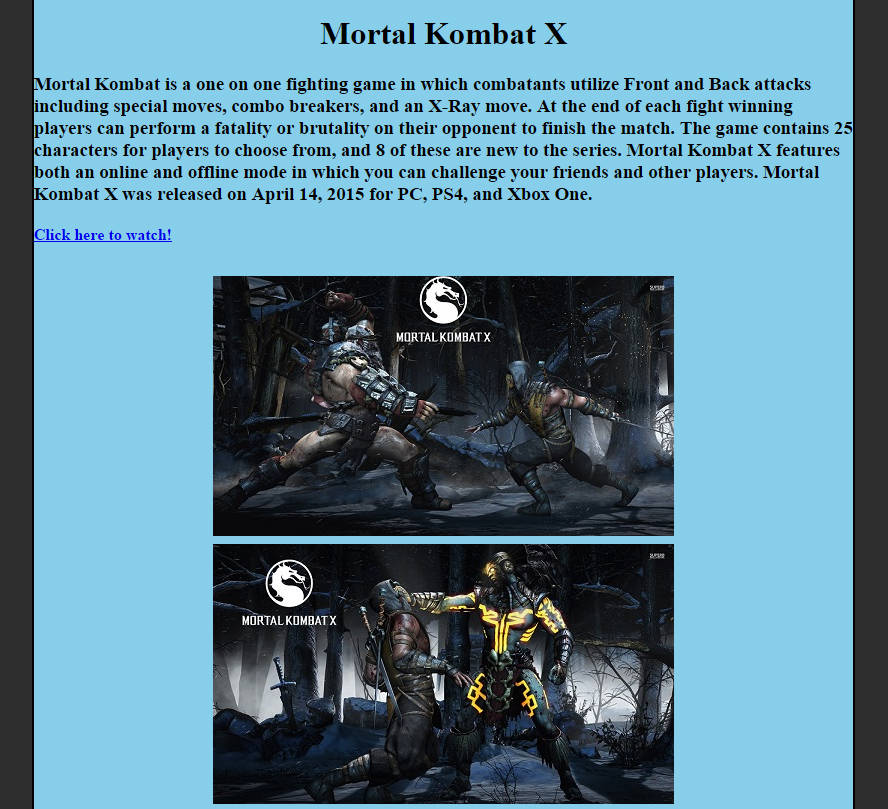 Mortal Kombat X
Mortal Kombat is a one on one fighting game in which combatants utilize Front and Back attacks
including special moves, combo breakers, and an X-Ray move. At the end of each fight winning
players can perform a fatality or brutality on their opponent to finish the match. The game contains 25
characters for players to choose from, and 8 of these are new to the series. Mortal Kombat X features
both an online and offline mode in which you can challenge your friends and other players. Mortal
Kombat X was released on April 14, 2015 for PC, PS4, and Xbox One.
Click here to watch!
MORTAL KOMBAT X
MORTAL KOMBAT X